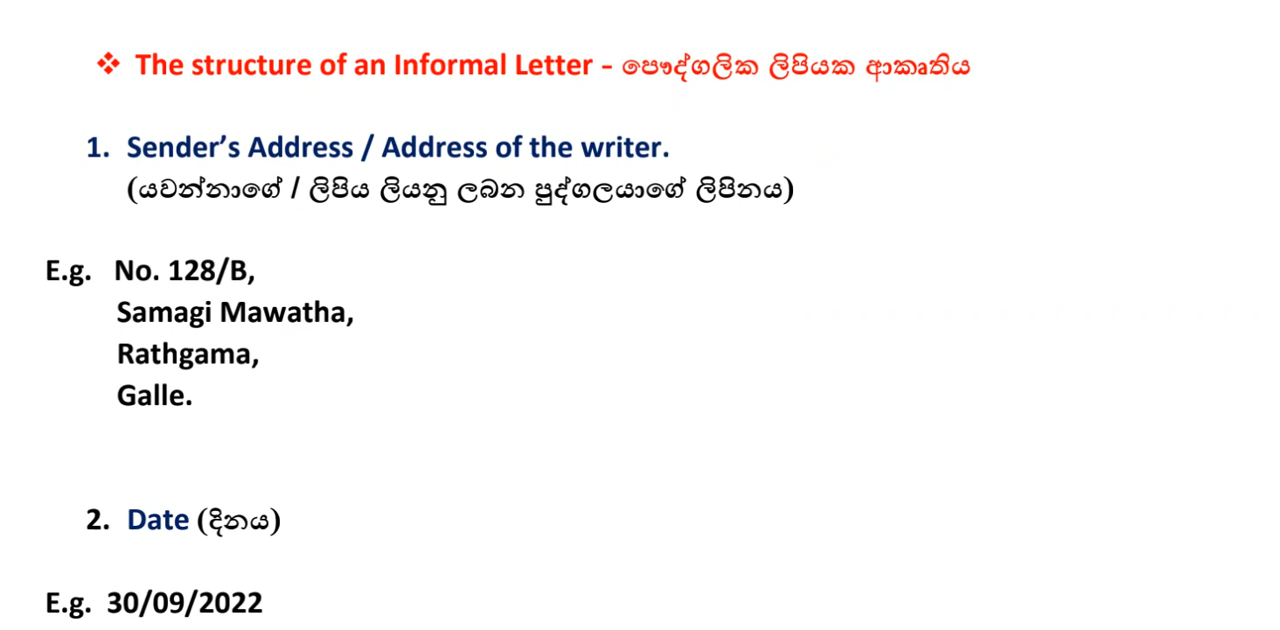 ❖ The structure of an Informal Letter – පෞද්ගලික ලිපියක ආකෘතිය
1. Sender’s Address / Address of the writer.
(යවන්නාගේ / ලිපිය ලියනු ලබන පුද්ගලයාගේ ලිපිනය)
E.g. No. 128/B,
Samagi Mawatha,
Rathgama,
Galle.
2. Date (දිනය)
E.g. 30/09/2022